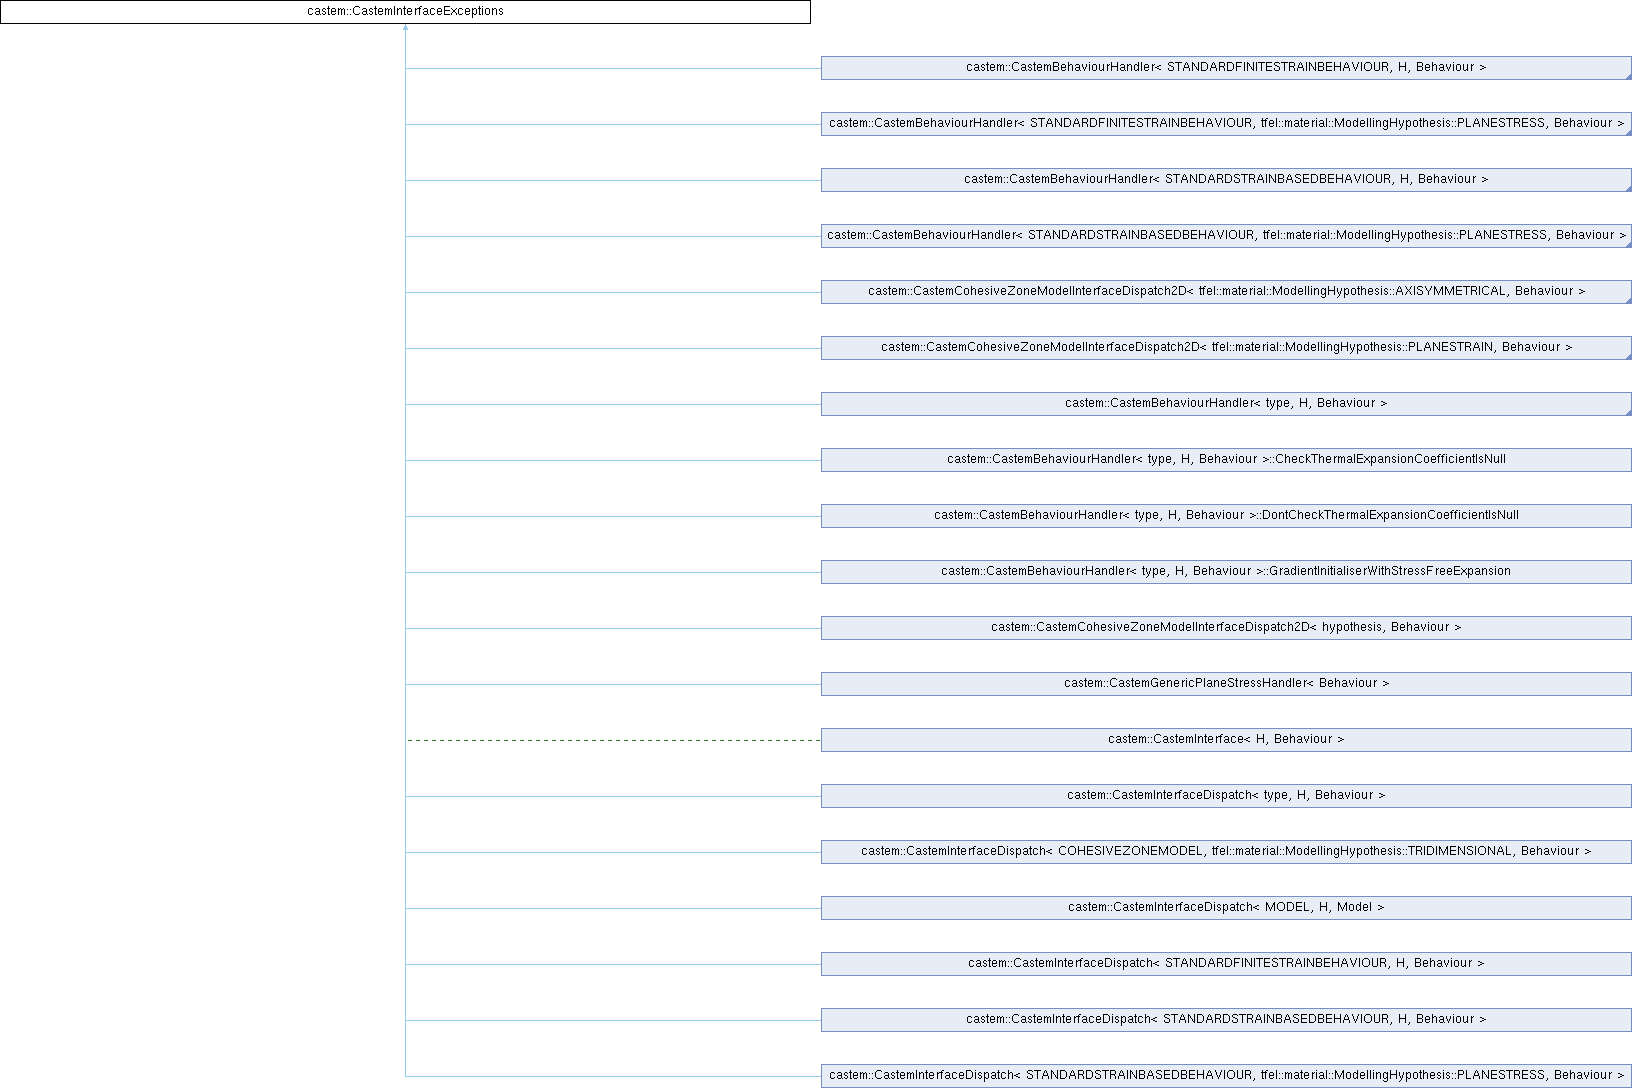 castem::CastemInterfaceExceptions
castem::CastemBehaviourHandler< STANDARDFINITESTRAINBEHAVIOUR, H, Behaviour >
castem::CastemBehaviourHandler< STANDARDFINITESTRAINBEHAVIOUR, tfel::material::ModellingHypothesis::PLANESTRESS, Behaviour >
castem::CastemBehaviourHandler< STANDARDSTRAINBASEDBEHAVIOUR, H, Behaviour >
castem::CastemBehaviourHandler< STANDARDSTRAINBASEDBEHAVIOUR, tfel::material::ModellingHypothesis::PLANESTRESS, Behaviour >
castem::CastemCohesiveZoneModelInterfaceDispatch2D< tfel::material::ModellingHypothesis::AXISYMMETRICAL, Behaviour >
castem::CastemCohesiveZoneModelInterfaceDispatch2D< tfel::material::ModellingHypothesis::PLANESTRAIN, Behaviour >
castem::CastemBehaviourHandler< type, H, Behaviour >
castem::CastemBehaviourHandler< type, H, Behaviour >::CheckThermalExpansionCoefficientIsNull
castem::CastemBehaviourHandler< type, H, Behaviour >::DontCheckThermalExpansionCoefficientIsNull
castem::CastemBehaviourHandler< type, H, Behaviour >::GradientInitialiserWithStressFreeExpansion
castem::CastemCohesiveZoneModelInterfaceDispatch2D< hypothesis, Behaviour >
castem::CastemGenericPlaneStressHandler< Behaviour >
castem::CastemInterface< H, Behaviour >
castem::CastemInterfaceDispatch< type, H, Behaviour >
castem::CastemInterfaceDispatch< COHESIVEZONEMODEL, tfel::material::ModellingHypothesis::TRIDIMENSIONAL, Behaviour >
castem::CastemInterfaceDispatch< MODEL, H, Model >
castem::CastemInterfaceDispatch< STANDARDFINITESTRAINBEHAVIOUR, H, Behaviour >
castem::CastemInterfaceDispatch< STANDARDSTRAINBASEDBEHAVIOUR, H, Behaviour >
castem::CastemInterfaceDispatch< STANDARDSTRAINBASEDBEHAVIOUR, tfel::material::ModellingHypothesis::PLANESTRESS, Behaviour >